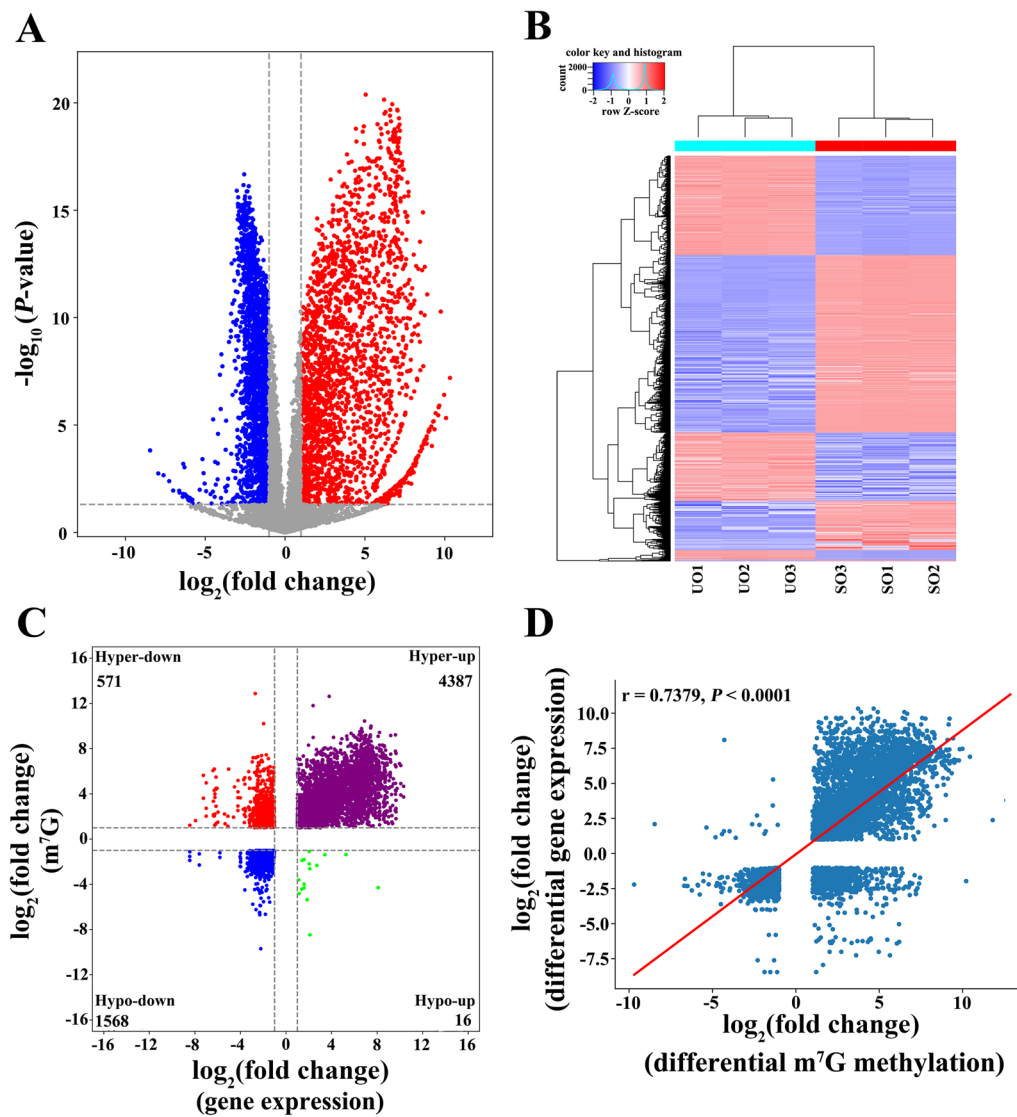 A
20
15
10
5
0
-log10 (P-value)
-10
-5
0
5
10
log2(fold change)
B
color key and histogram
2000
0
count
-2
-1
0
1
2
row Z-score
UO1
UO2
UO3
SO3
SO1
SO2
C
Hyper-down
571
Hyper-up
4387
16
12
8
4
0
-4
-8
-12
-16
log2(fold change)
(m7G)
Hypo-down
1568
Hypo-up
16
-16
-12
-8
-4
0
4
8
12
16
log2(fold change)
(gene expression)
D
r = 0.7379, P < 0.0001
10.0
7.5
5.0
2.5
0.0
-2.5
-5.0
-7.5
log2(fold change)
(differential gene expression)
-10
-5
0
5
10
log2(fold change)
(differential m7G methylation)